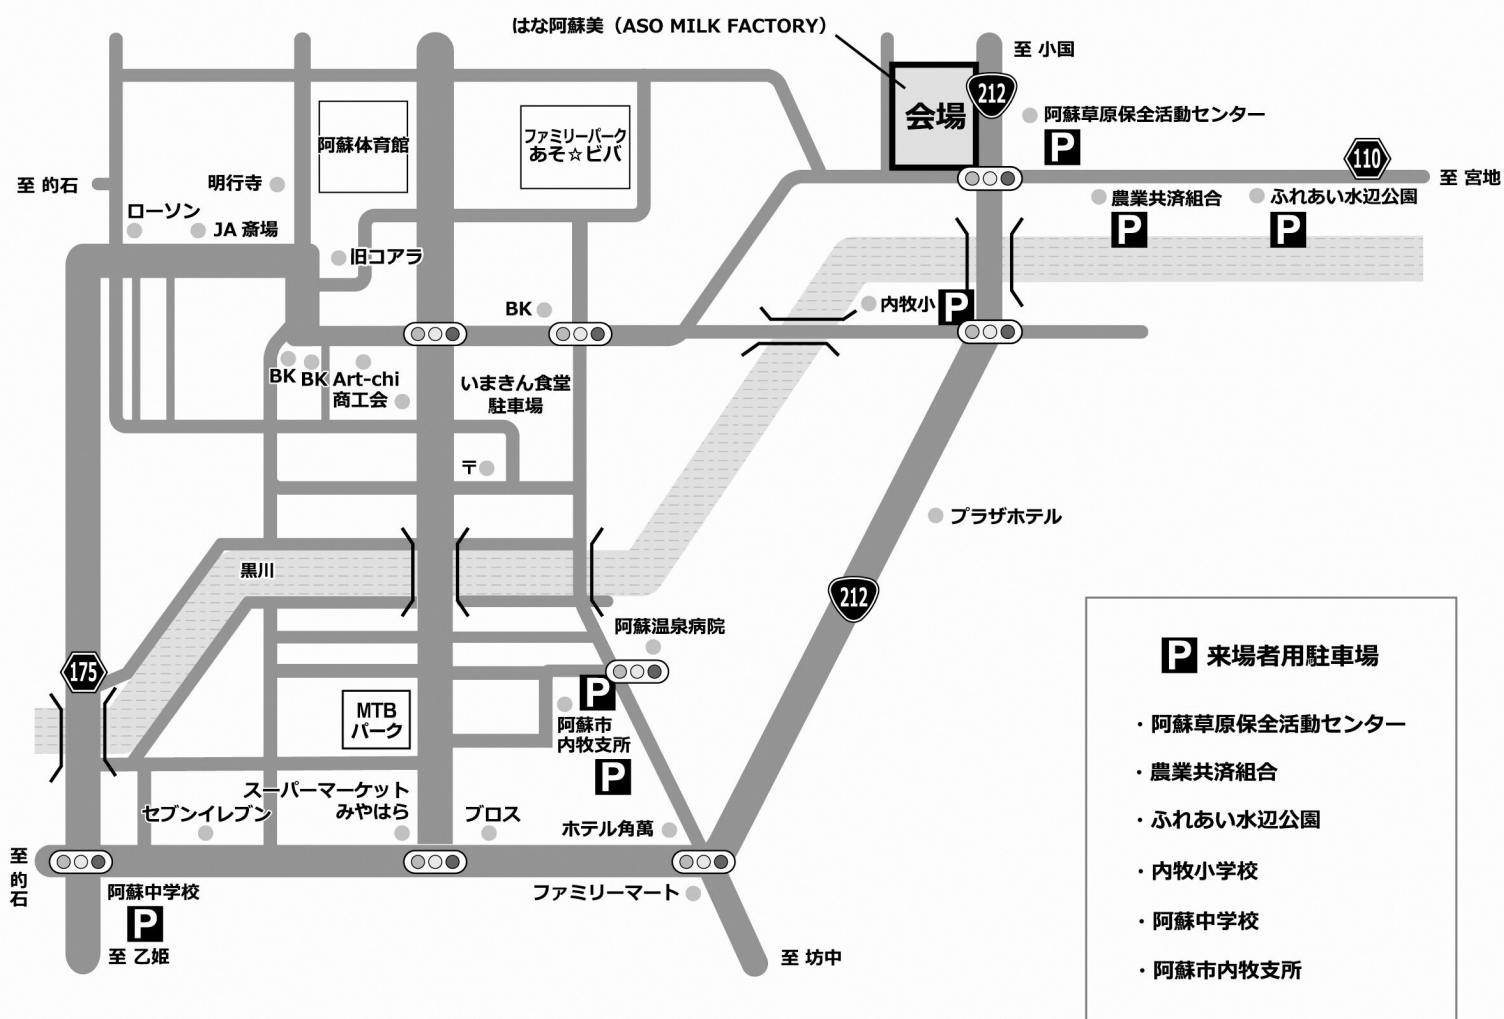 はな阿蘇美（ASO MILK FACTORY）
至 小国
212
会場
阿蘇草原保全活動センター
P
110
至 宮地
農業共済組合
P
ふれあい水辺公園
P
阿蘇体育館
ファミリーパーク
あそ☆ビバ
至 的石
明行寺
ローソン
JA 斎場
旧コアラ
BK
内牧小
P
BK
BK
Art-chi
商工会
いまきん食堂
駐車場
〒
プラザホテル
黒川
212
阿蘇温泉病院
175
P
MTB
パーク
阿蘇市
内牧支所
P
スーパーマーケット
みやはら
セブンイレブン
ブロス
ホテル角萬
至的石
阿蘇中学校
P
至 乙姫
ファミリーマート
至 坊中
P 来場者用駐車場
・阿蘇草原保全活動センター
・農業共済組合
・ふれあい水辺公園
・内牧小学校
・阿蘇中学校
・阿蘇市内牧支所